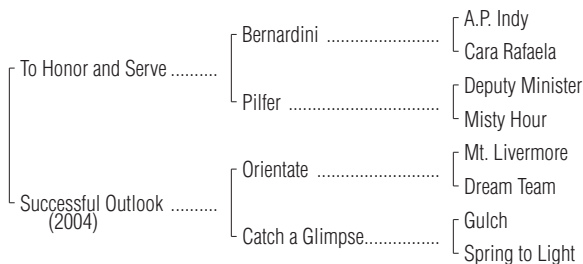 A.P. Indy
Bernardini ........................
Cara Rafaela
To Honor and Serve ..........
Deputy Minister
Pilfer ................................
Misty Hour
Mt. Livermore
Orientate ..........................
Dream Team
Successful Outlook ..........
(2004)
Gulch
Catch a Glimpse................
Spring to Light